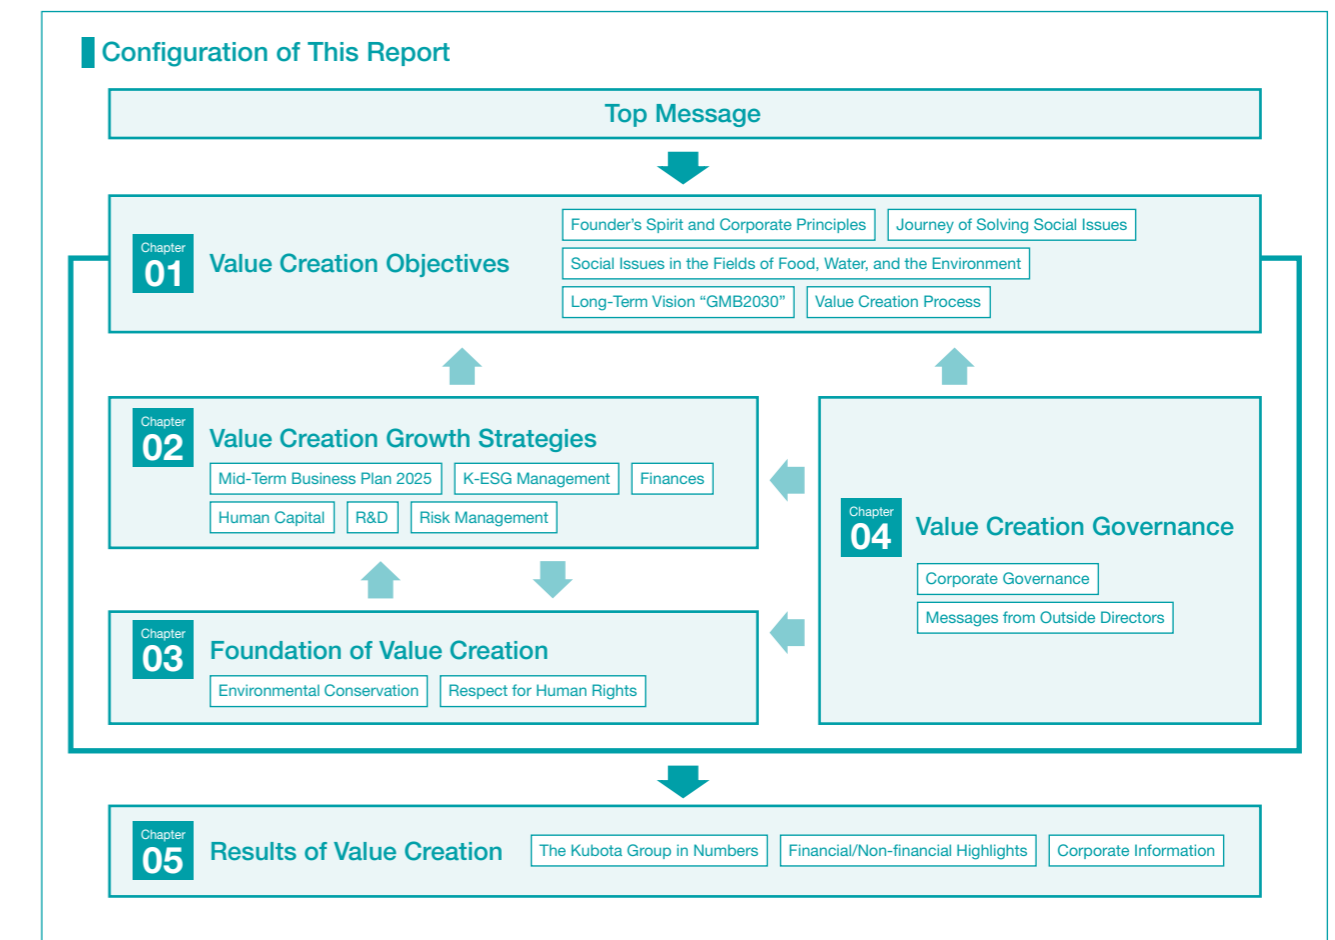 Configuration of This Report
Top Message
Chapter
01
Value Creation Objectives
Founder’s Spirit and Corporate Principles
Journey of Solving Social Issues
Social Issues in the Fields of Food, Water, and the Environment
Long-Term Vision “GMB2030”
Value Creation Process
Chapter
02
Value Creation Growth Strategies
Mid-Term Business Plan 2025
K-ESG Management
Finances
Human Capital
R&D
Risk Management
Chapter
03
Foundation of Value Creation
Environmental Conservation
Respect for Human Rights
Chapter
04
Value Creation Governance
Corporate Governance
Messages from Outside Directors
Chapter
05
Results of Value Creation
The Kubota Group in Numbers
Financial/Non-financial Highlights
Corporate Information